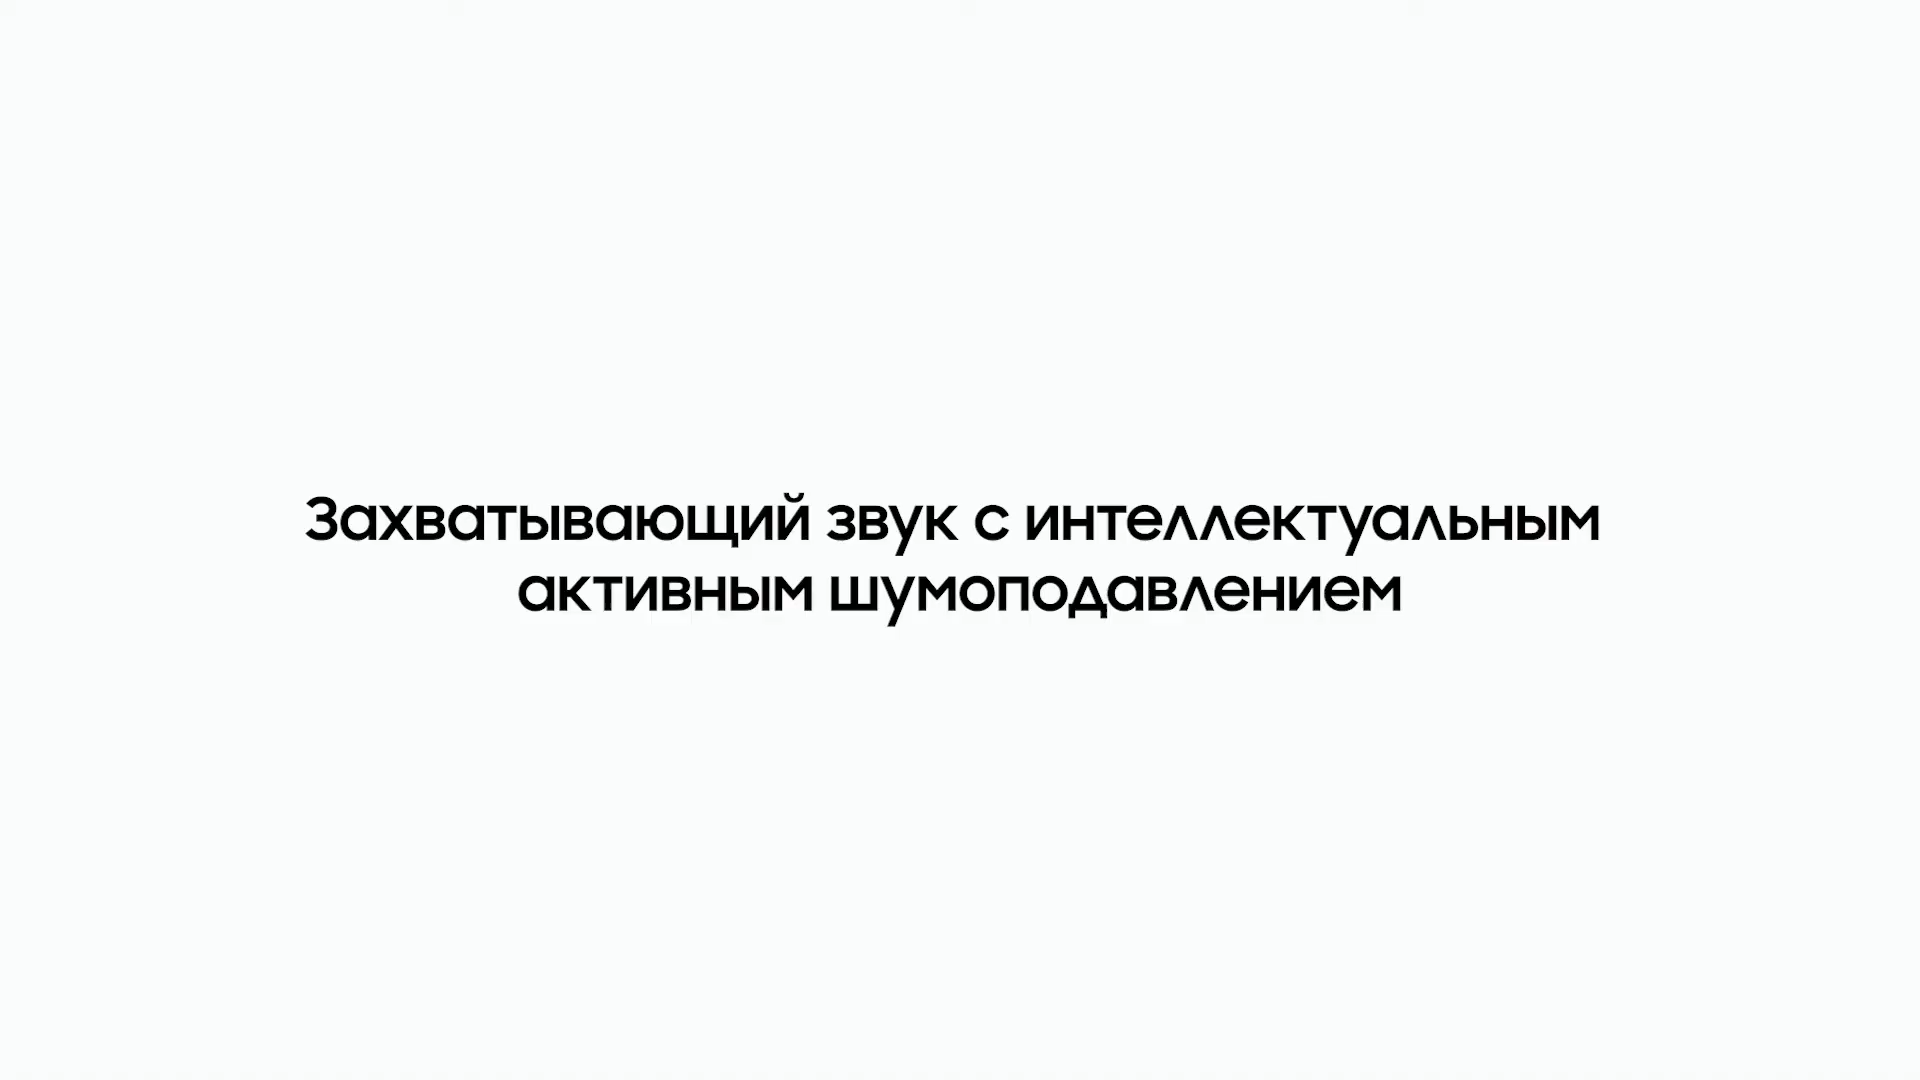 Захватывающий звук с интеллектуальным
активным шумоподавлением